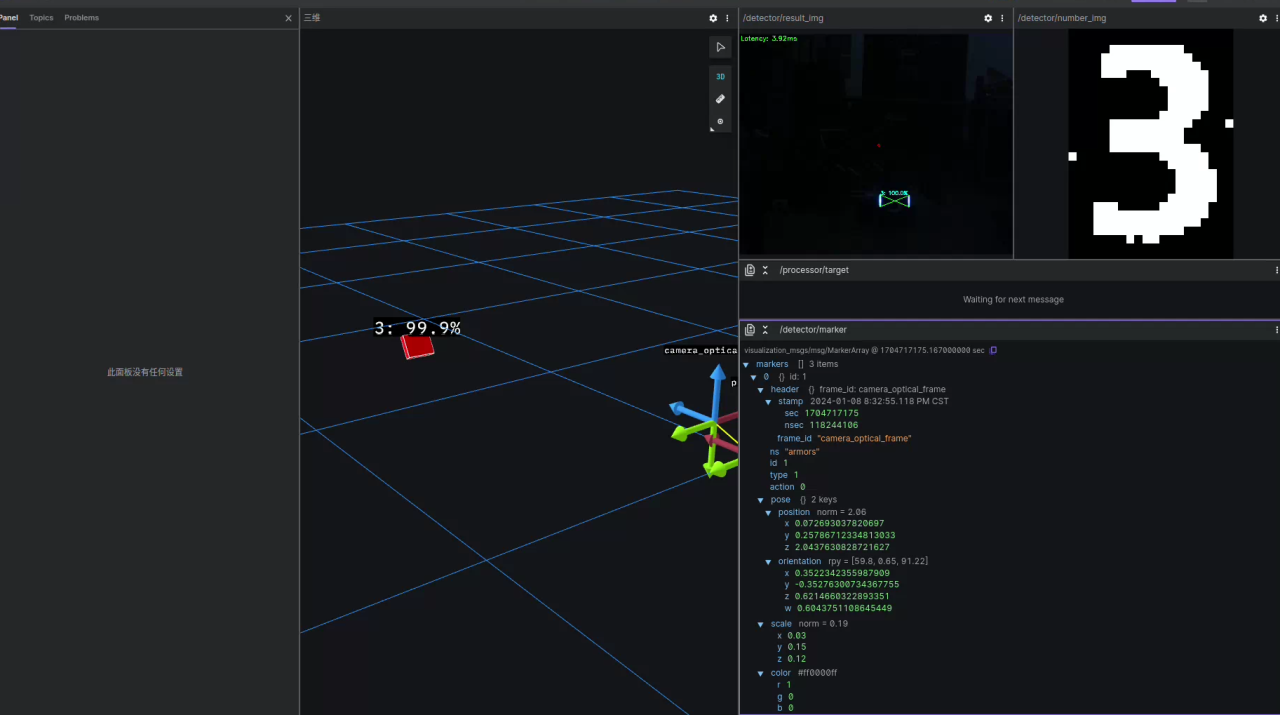 Panel Topics Problems
此面板没有任何设置
三维
3D
3: 99.9%
camera_optica
p
/detector/result_img
Latency: 3.92ms
3: 100.0%
/detector/number_img
3
/processor/target
Waiting for next message
/detector/marker
visualization_msgs/msg/MarkerArray @ 1704717175.167000000 sec
markers [] 3 items
0 {} id: 1
header {} frame_id: camera_optical_frame
stamp 2024-01-08 8:32:55.118 PM CST
sec 1704717175
nsec 118244106
frame_id "camera_optical_frame"
ns "armors"
id 1
type 1
action 0
pose {} 2 keys
position norm = 2.06
x 0.072693037820697
y 0.25786712334813033
z 2.0437630828721627
orientation rpy = [59.8, 0.65, 91.22]
x 0.3522342355987909
y -0.35276300734367755
z 0.6214660322893351
w 0.6043751108645449
scale norm = 0.19
x 0.03
y 0.15
z 0.12
color #ff0000ff
r 1
g 0
b 0